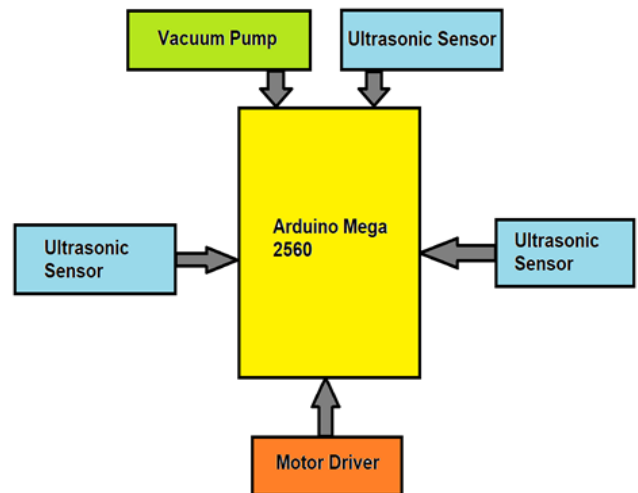 Vacuum Pump
Ultrasonic Sensor
Arduino Mega
2560
Ultrasonic
Sensor
Ultrasonic
Sensor
Motor Driver